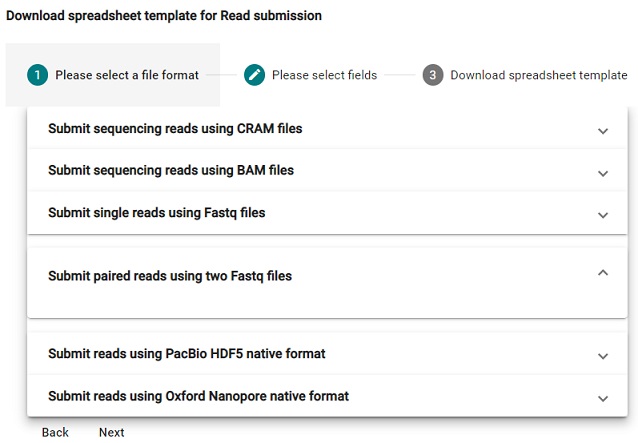 Download spreadsheet template for Read submission
1 Please select a file format Please select fields 3 Download spreadsheet template
Submit sequencing reads using CRAM files
Submit sequencing reads using BAM files
Submit single reads using Fastq files
Submit paired reads using two Fastq files
Submit reads using PacBio HDF5 native format
Submit reads using Oxford Nanopore native format
Back Next